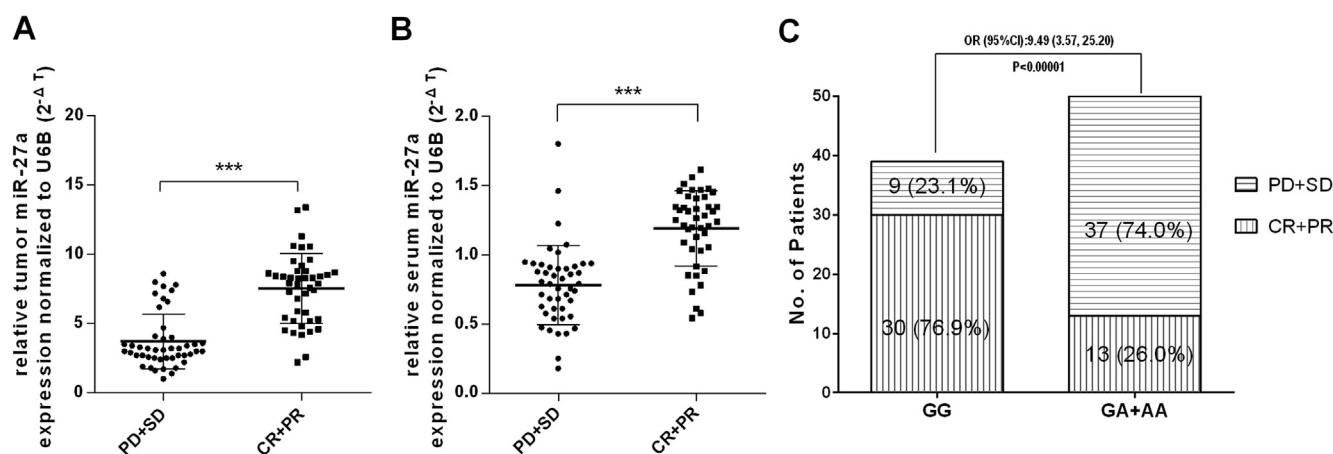 A
relative tumor miR-27a
expression normalized to U6B (2-Δ T)
20
15
10
5
0
***
PD+SD
CR+PR
B
relative serum miR-27a
expression normalized to U6B (2-Δ T)
2.0
1.5
1.0
0.5
0.0
***
PD+SD
CR+PR
C
OR (95%CI):9.49 (3.57, 25.20)
P<0.00001
No. of Patients
50
40
30
20
10
0
9 (23.1%)
30 (76.9%)
37 (74.0%)
13 (26.0%)
GG
GA+AA
PD+SD
CR+PR